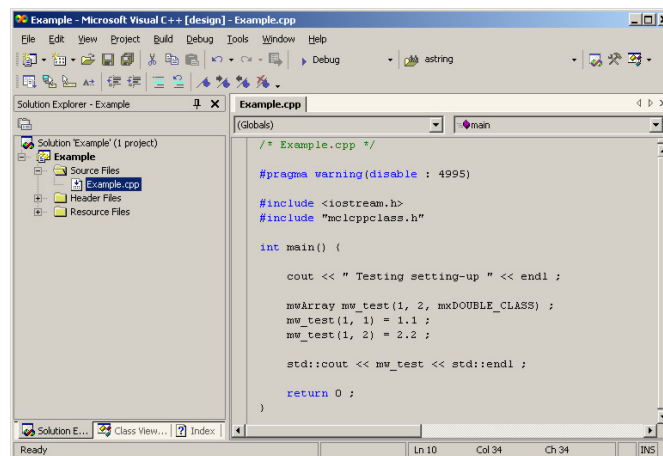 Example - Microsoft Visual C++ [design] - Example.cpp
File Edit View Project Build Debug Tools Window Help
Debug astring
Solution Explorer - Example
Example.cpp
(Globals) main
Solution 'Example' (1 project)
Example
Source Files
Example.cpp
Header Files
Resource Files
/* Example.cpp */
#pragma warning(disable : 4995)
#include <iostream.h>
#include "mclcppclass.h"
int main() {
cout << " Testing setting-up " << endl ;
mwArray mw_test(1, 2, mxDOUBLE_CLASS) ;
mw_test(1, 1) = 1.1 ;
mw_test(1, 2) = 2.2 ;
std::cout << mw_test << std::endl ;
return 0 ;
}
Solution E... Class View... Index
Ready Ln 10 Col 34 Ch 34 INS